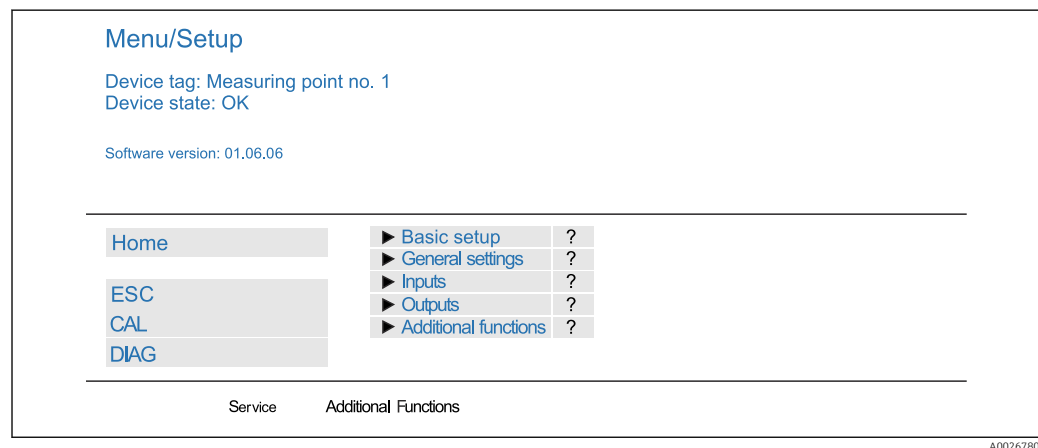 Menu/Setup
Device tag: Measuring point no. 1
Device state: OK
Software version: 01.06.06
Home
ESC
CAL
DIAG
► Basic setup ?
► General settings ?
► Inputs ?
► Outputs ?
► Additional functions ?
Service Additional Functions
A0026780